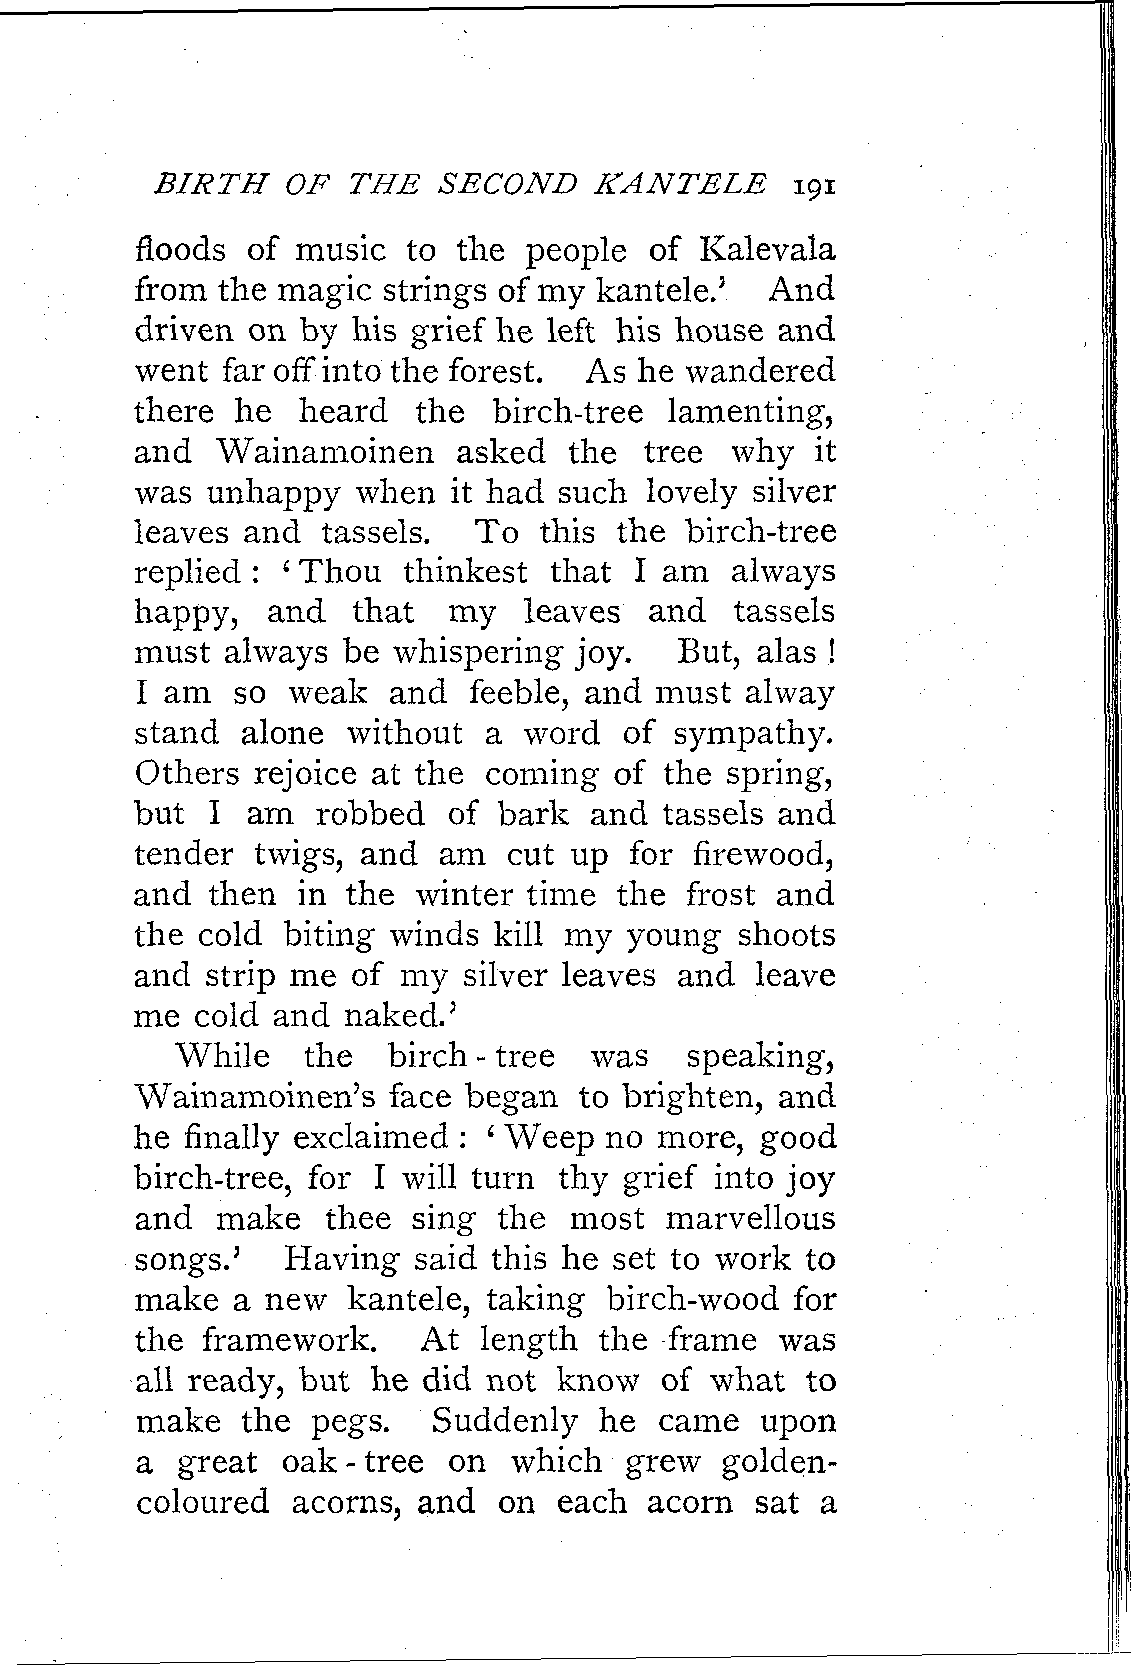 BIRTH OF THE SECOND KANTELE 191
floods of music to the people of Kalevala
from the magic strings of my kantele.’ And
driven on by his grief he left his house and
went far off into the forest. As he wandered
there he heard the birch-tree lamenting,
and Wainamoinen asked the tree why it
was unhappy when it had such lovely silver
leaves and tassels. To this the birch-tree
replied : ‘ Thou thinkest that I am always
happy, and that my leaves and tassels
must always be whispering joy. But, alas !
I am so weak and feeble, and must alway
stand alone without a word of sympathy.
Others rejoice at the coming of the spring,
but I am robbed of bark and tassels and
tender twigs, and am cut up for firewood,
and then in the winter time the frost and
the cold biting winds kill my young shoots
and strip me of my silver leaves and leave
me cold and naked.’
While the birch - tree was speaking,
Wainamoinen's face began to brighten, and
he finally exclaimed : ‘ Weep no more, good
birch-tree, for I will turn thy grief into joy
and make thee sing the most marvellous
songs.’ Having said this he set to work to
make a new kantele, taking birch-wood for
the framework. At length the frame was
all ready, but he did not know of what to
make the pegs. Suddenly he came upon
a great oak - tree on which grew golden-
coloured acorns, and on each acorn sat a